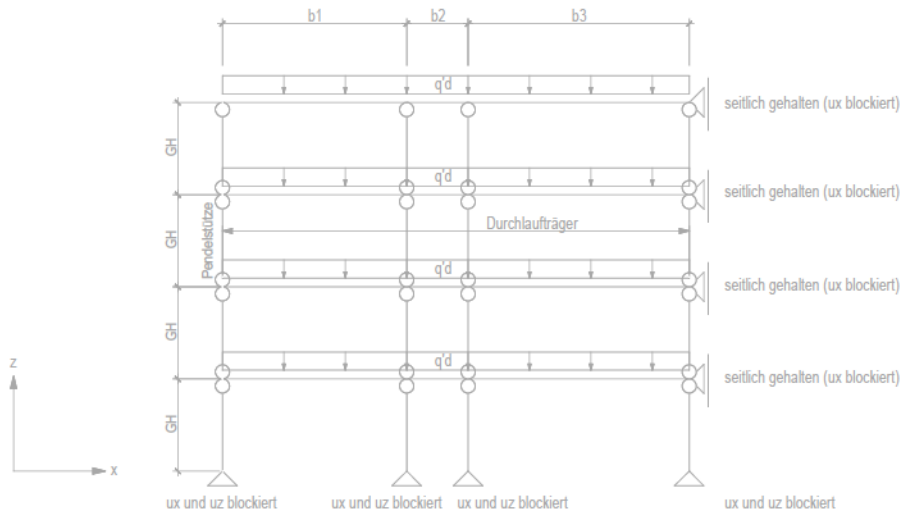 b1 b2 b3
q'd
seitlich gehalten (ux blockiert)
GH
q'd
seitlich gehalten (ux blockiert)
GH
Pendelstütze
Durchlaufträger
q'd
seitlich gehalten (ux blockiert)
GH
q'd
seitlich gehalten (ux blockiert)
z
GH
x
ux und uz blockiert ux und uz blockiert ux und uz blockiert ux und uz blockiert